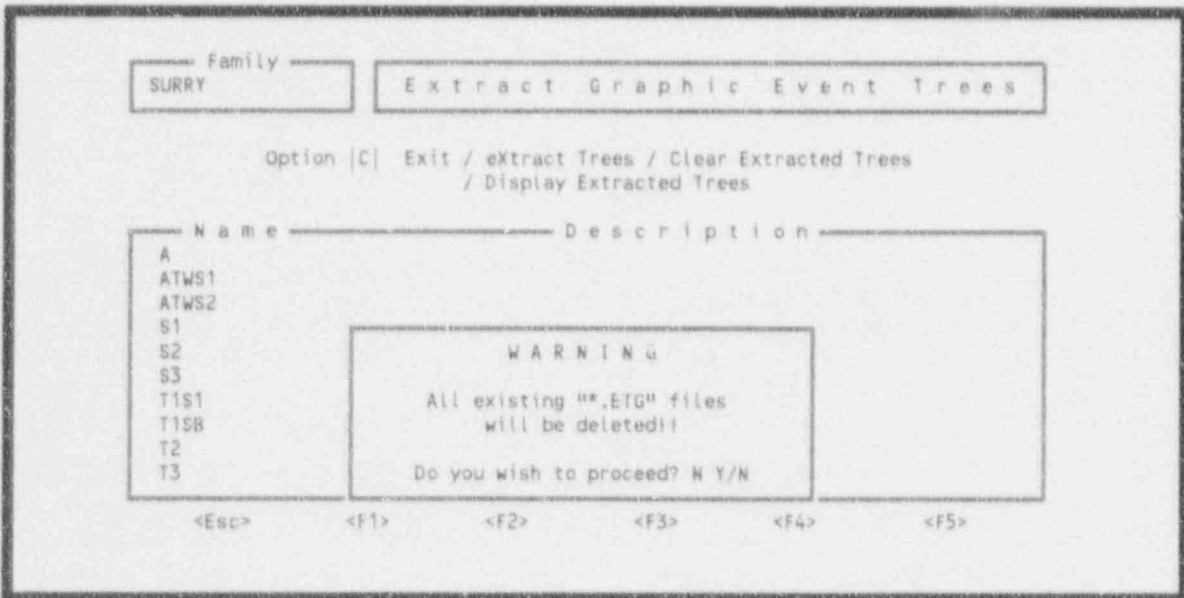 Family
SURRY
Extract Graphic Event Trees
Option |C| Exit / eXtract Trees / Clear Extracted Trees
/ Display Extracted Trees
Name Description
A
ATWS1
ATWS2
S1
S2
S3
T1S1
T1SB
T2
T3
WARNING
All existing "*.ETG" files
will be deleted!!
Do you wish to proceed? N Y/N
<Esc> <F1> <F2> <F3> <F4> <F5>